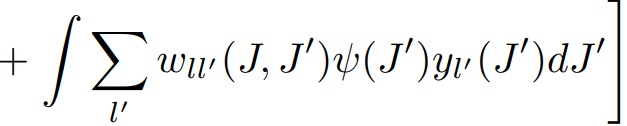 + ∫ ∑_{l'} w_{ll'}(J, J')ψ(J')y_{l'}(J')dJ' ]